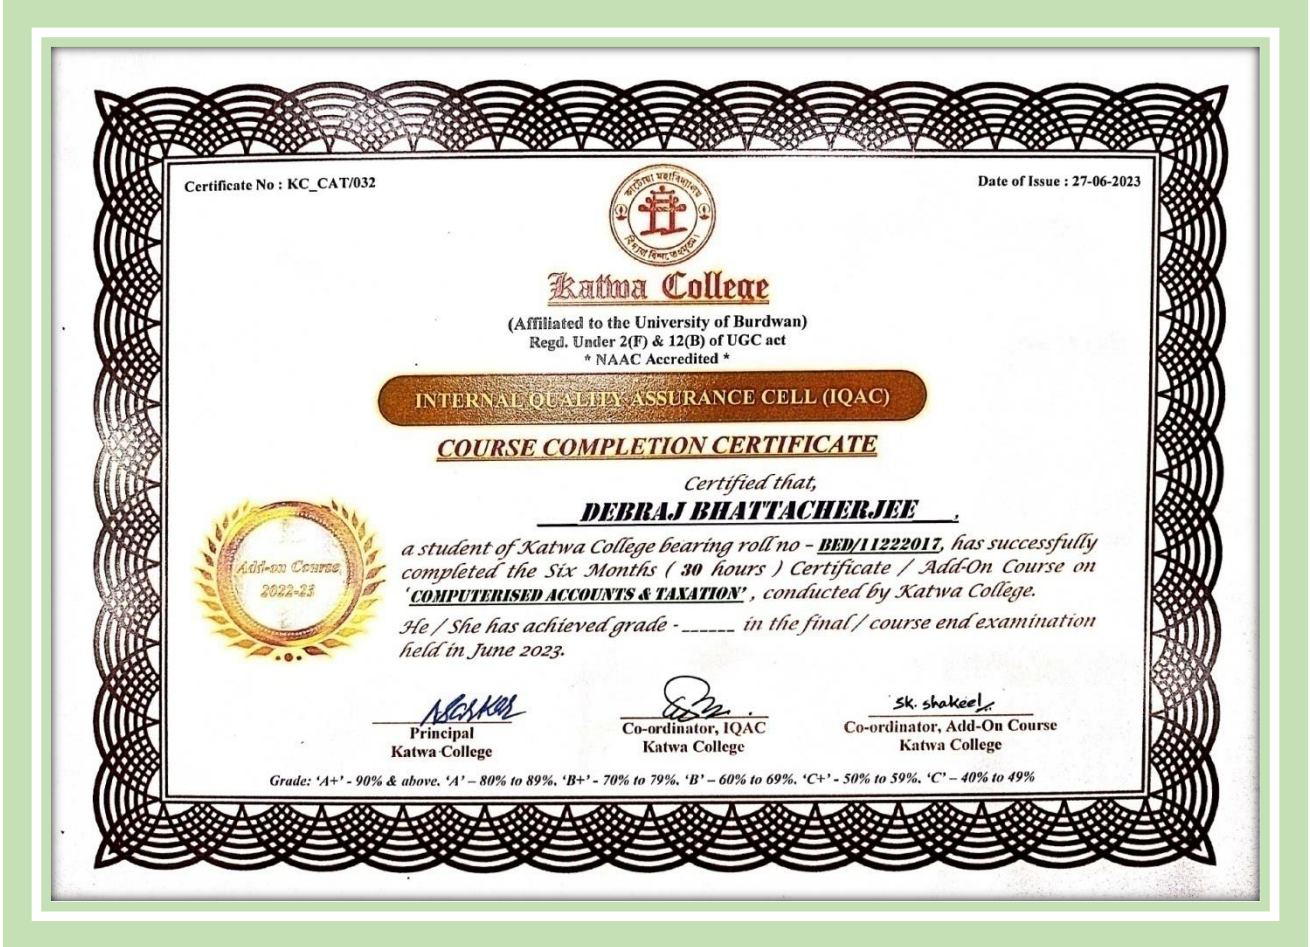 Certificate No : KC_CAT/032
Date of Issue : 27-06-2023
কাটোয়া মহাবিদ্যালয়
Katwa College
(Affiliated to the University of Burdwan)
Regd. Under 2(F) & 12(B) of UGC act
* NAAC Accredited *
INTERNAL QUALITY ASSURANCE CELL (IQAC)
COURSE COMPLETION CERTIFICATE
Certified that,
DEBRAJ BHATTACHERJEE .
a student of Katwa College bearing roll no - BED/11222017, has successfully
completed the Six Months ( 30 hours ) Certificate / Add-On Course on
'COMPUTERISED ACCOUNTS & TAXATION' , conducted by Katwa College.
He / She has achieved grade - ______ in the final / course end examination
held in June 2023.
Add-on Course
2022-23
Sk. Shakeel
Principal
Katwa College
Co-ordinator, IQAC
Katwa College
Co-ordinator, Add-On Course
Katwa College
Grade: 'A+' - 90% & above. 'A' – 80% to 89%. 'B+' - 70% to 79%. 'B' – 60% to 69%. 'C+' - 50% to 59%. 'C' – 40% to 49%